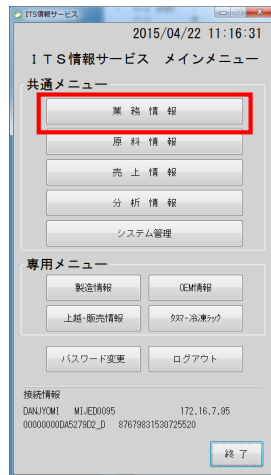 ITS情報サービス
2015/04/22 11:16:31
ITS情報サービス メインメニュー
共通メニュー
業 務 情 報
原 料 情 報
売 上 情 報
分 析 情 報
システム管理
専用メニュー
製造情報 OEM情報
上越-販売情報 ﾀｽﾏ-冷凍ﾗｯｸ
パスワード変更 ログアウト
接続情報
DANJYOMI MIJED0095 172.16.7.95
00000000DA5279D2_D 87679831530725520
終 了